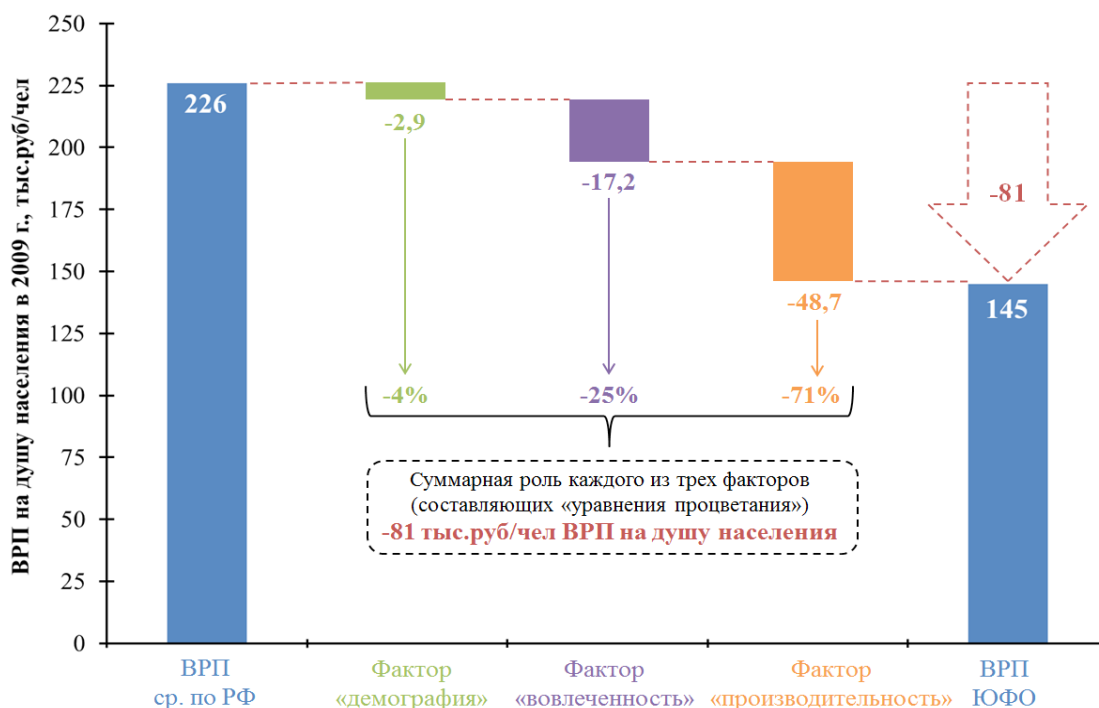 ВРП на душу населения в 2009 г., тыс.руб/чел
250
225
200
175
150
125
100
75
50
25
0
226
-2,9
-17,2
-48,7
-81
145
-4%
-25%
-71%
Суммарная роль каждого из трех факторов
(составляющих «уравнения процветания»)
-81 тыс.руб/чел ВРП на душу населения
ВРП
ср. по РФ
Фактор
«демография»
Фактор
«вовлеченность»
Фактор
«производительность»
ВРП
ЮФО